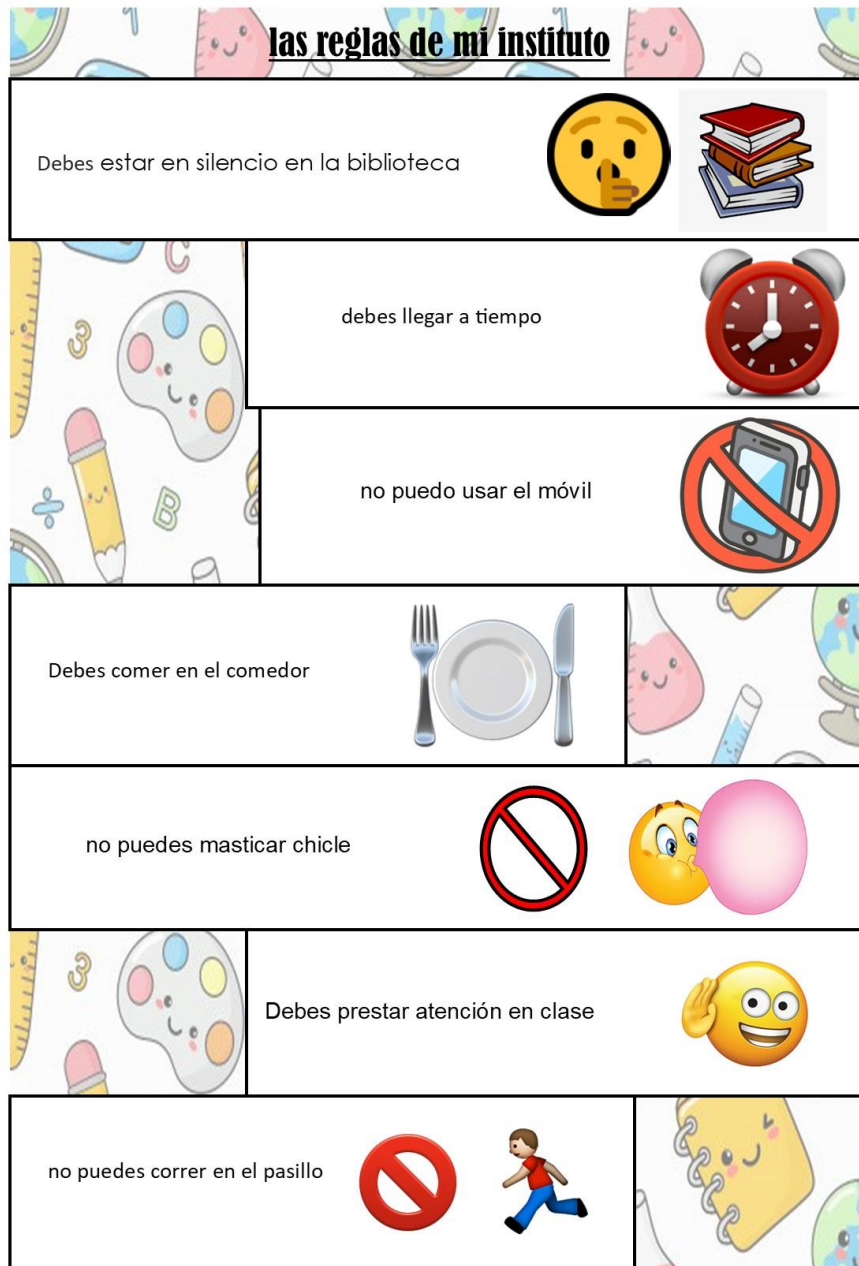 las reglas de mi instituto
Debes estar en silencio en la biblioteca
debes llegar a tiempo
no puedo usar el móvil
Debes comer en el comedor
no puedes masticar chicle
Debes prestar atención en clase
no puedes correr en el pasillo